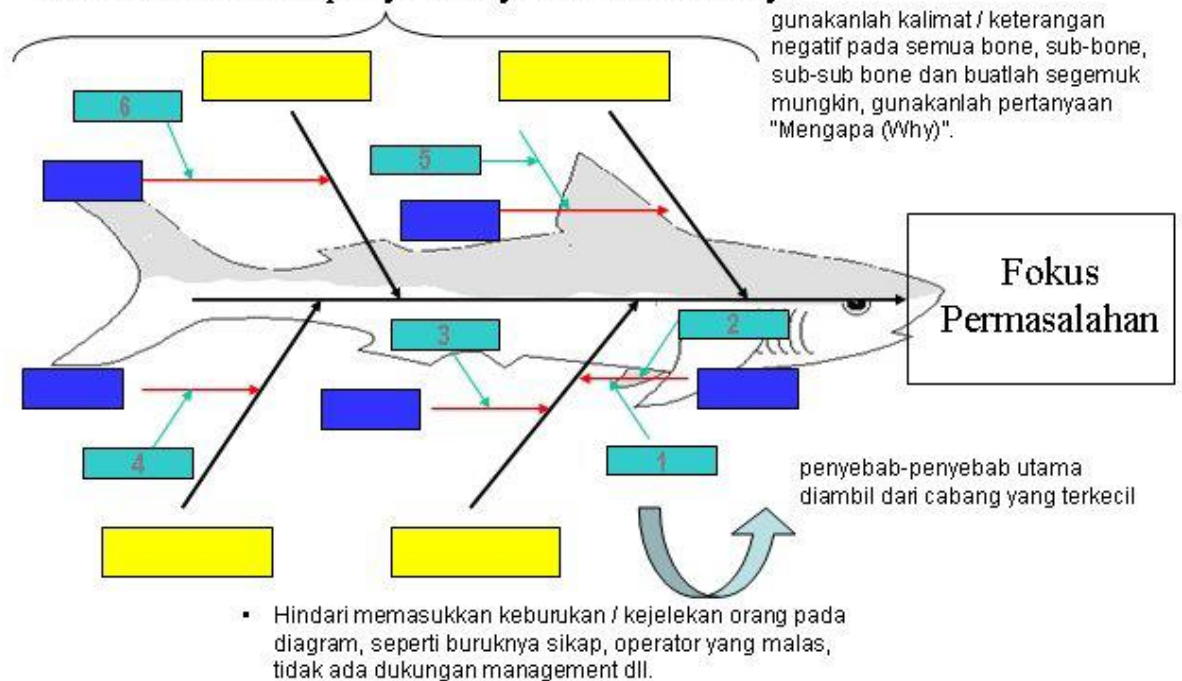 gunakanlah kalimat / keterangan
negatif pada semua bone, sub-bone,
sub-sub bone dan buatlah segemuk
mungkin, gunakanlah pertanyaan
"Mengapa (Why)".
6
5
Fokus
Permasalahan
3
2
4
1
penyebab-penyebab utama
diambil dari cabang yang terkecil
▪ Hindari memasukkan keburukan / kejelekan orang pada
diagram, seperti buruknya sikap, operator yang malas,
tidak ada dukungan management dll.